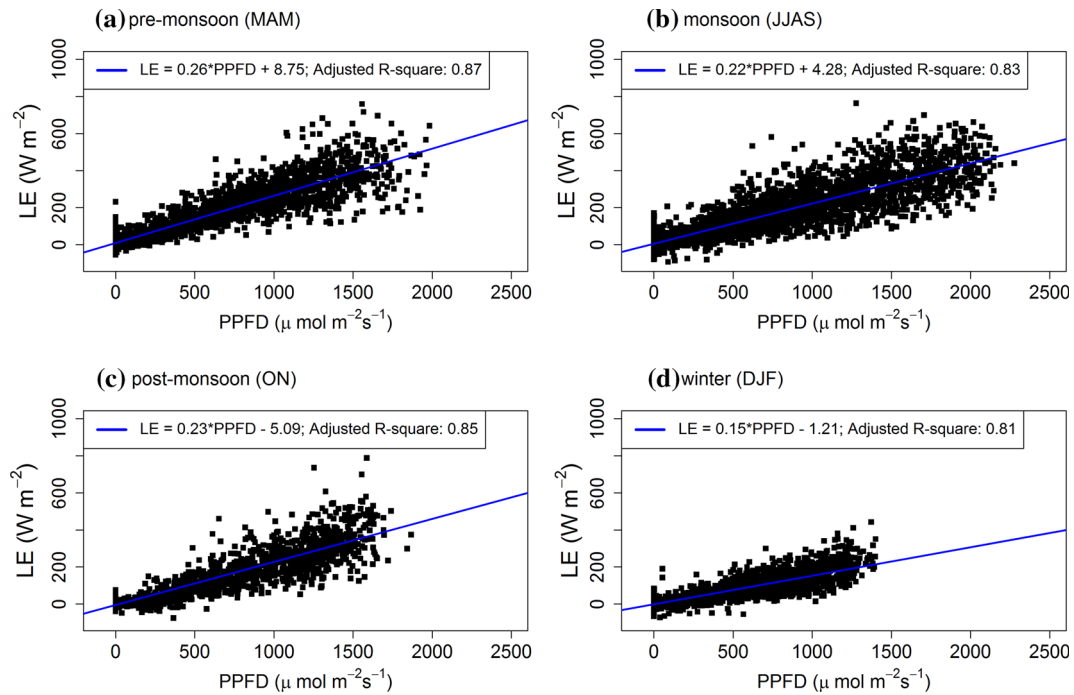 (a) pre-monsoon (MAM)
LE = 0.26*PPFD + 8.75; Adjusted R-square: 0.87
LE (W m−2)
0 200 600 1000
0 500 1000 1500 2000 2500
PPFD (μ mol m−2s−1)
(b) monsoon (JJAS)
LE = 0.22*PPFD + 4.28; Adjusted R-square: 0.83
LE (W m−2)
0 200 600 1000
0 500 1000 1500 2000 2500
PPFD (μ mol m−2s−1)
(c) post-monsoon (ON)
LE = 0.23*PPFD - 5.09; Adjusted R-square: 0.85
LE (W m−2)
0 200 600 1000
0 500 1000 1500 2000 2500
PPFD (μ mol m−2s−1)
(d) winter (DJF)
LE = 0.15*PPFD - 1.21; Adjusted R-square: 0.81
LE (W m−2)
0 200 600 1000
0 500 1000 1500 2000 2500
PPFD (μ mol m−2s−1)